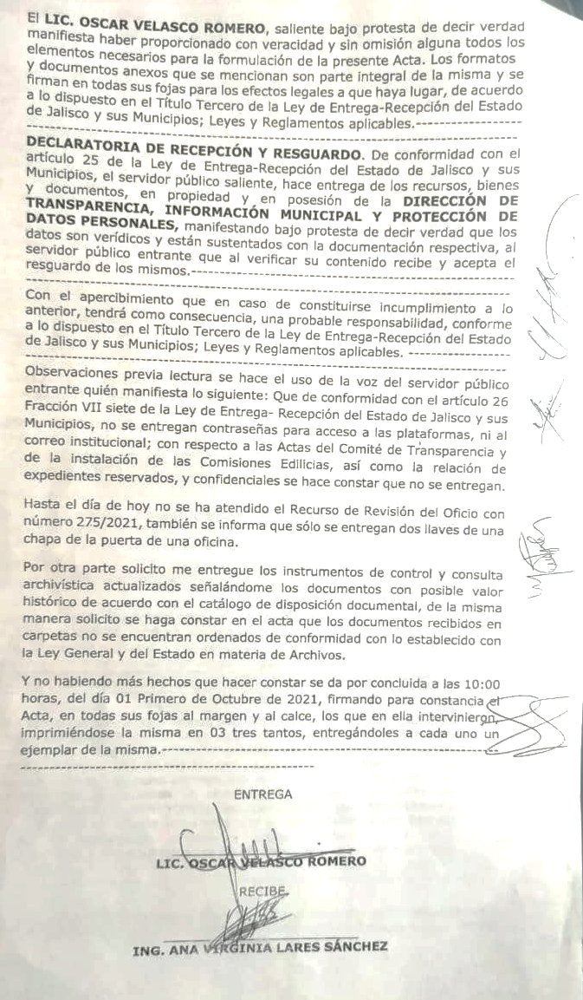 El LIC. OSCAR VELASCO ROMERO, saliente bajo protesta de decir verdad
manifiesta haber proporcionado con veracidad y sin omisión alguna todos los
elementos necesarios para la formulación de la presente Acta. Los formatos
y documentos anexos que se mencionan son parte integral de la misma y se
firman en todas sus fojas para los efectos legales a que haya lugar, de acuerdo
a lo dispuesto en el Título Tercero de la Ley de Entrega-Recepción del Estado
de Jalisco y sus Municipios; Leyes y Reglamentos aplicables.----------------
DECLARATORIA DE RECEPCIÓN Y RESGUARDO. De conformidad con el
artículo 25 de la Ley de Entrega-Recepción del Estado de Jalisco y sus
Municipios, el servidor público saliente, hace entrega de los recursos, bienes
y documentos, en propiedad y en posesión de la DIRECCIÓN DE
TRANSPARENCIA, INFORMACIÓN MUNICIPAL Y PROTECCIÓN DE
DATOS PERSONALES, manifestando bajo protesta de decir verdad que los
datos son verídicos y están sustentados con la documentación respectiva, al
servidor público entrante que al verificar su contenido recibe y acepta el
resguardo de los mismos.--------------------------------------------------
Con el apercibimiento que en caso de constituirse incumplimiento a lo
anterior, tendrá como consecuencia, una probable responsabilidad, conforme
a lo dispuesto en el Título Tercero de la Ley de Entrega-Recepción del Estado
de Jalisco y sus Municipios; Leyes y Reglamentos aplicables. ----------------
Observaciones previa lectura se hace el uso de la voz del servidor público
entrante quién manifiesta lo siguiente: Que de conformidad con el artículo 26
Fracción VII siete de la Ley de Entrega- Recepción del Estado de Jalisco y sus
Municipios, no se entregan contraseñas para acceso a las plataformas, ni al
correo institucional; con respecto a las Actas del Comité de Transparencia y
de la instalación de las Comisiones Edilicias, así como la relación de
expedientes reservados, y confidenciales se hace constar que no se entregan.
Hasta el día de hoy no se ha atendido el Recurso de Revisión del Oficio con
número 275/2021, también se informa que sólo se entregan dos llaves de una
chapa de la puerta de una oficina.
Por otra parte solicito me entregue los instrumentos de control y consulta
archivística actualizados señalándome los documentos con posible valor
histórico de acuerdo con el catálogo de disposición documental, de la misma
manera solicito se haga constar en el acta que los documentos recibidos en
carpetas no se encuentran ordenados de conformidad con lo establecido con
la Ley General y del Estado en materia de Archivos.
Y no habiendo más hechos que hacer constar se da por concluida a las 10:00
horas, del día 01 Primero de Octubre de 2021, firmando para constancia el
Acta, en todas sus fojas al margen y al calce, los que en ella intervinieron,
imprimiéndose la misma en 03 tres tantos, entregándoles a cada uno un
ejemplar de la misma.----------------------------------------------------
ENTREGA
LIC. OSCAR VELASCO ROMERO
RECIBE
ING. ANA VIRGINIA LARES SÁNCHEZ